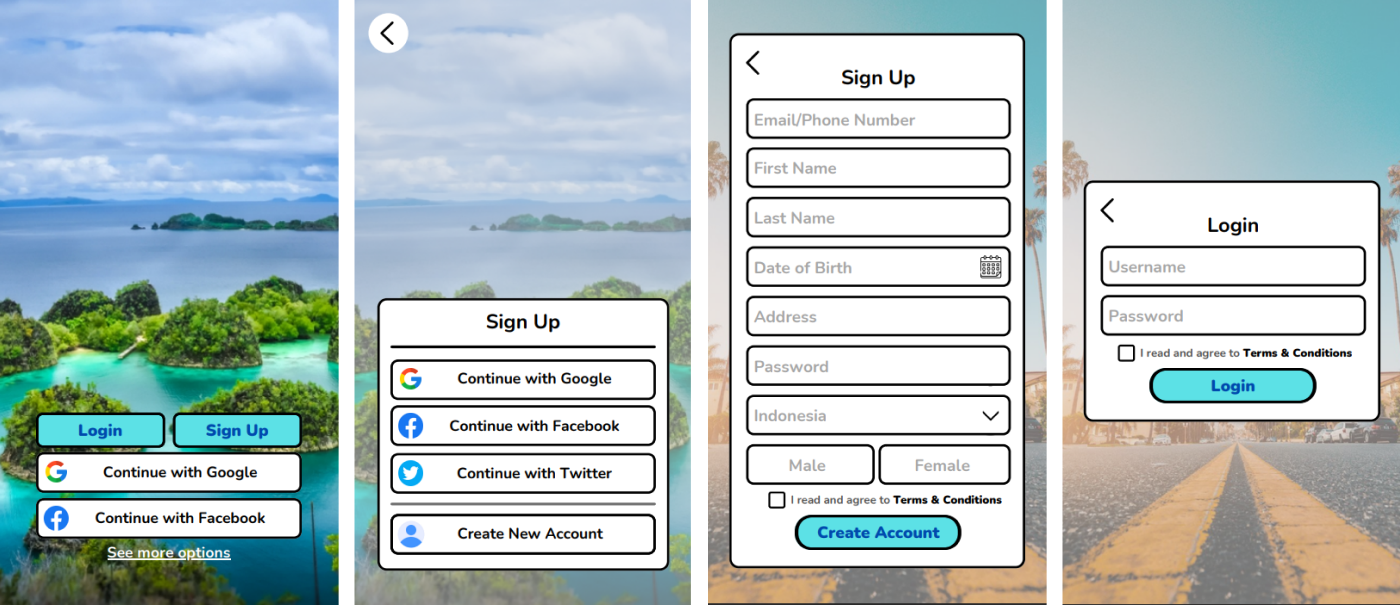 Login
Sign Up
Continue with Google
Continue with Facebook
See more options
Sign Up
Continue with Google
Continue with Facebook
Continue with Twitter
Create New Account
Sign Up
Email/Phone Number
First Name
Last Name
Date of Birth
Address
Password
Indonesia
Male
Female
I read and agree to Terms & Conditions
Create Account
Login
Username
Password
I read and agree to Terms & Conditions
Login